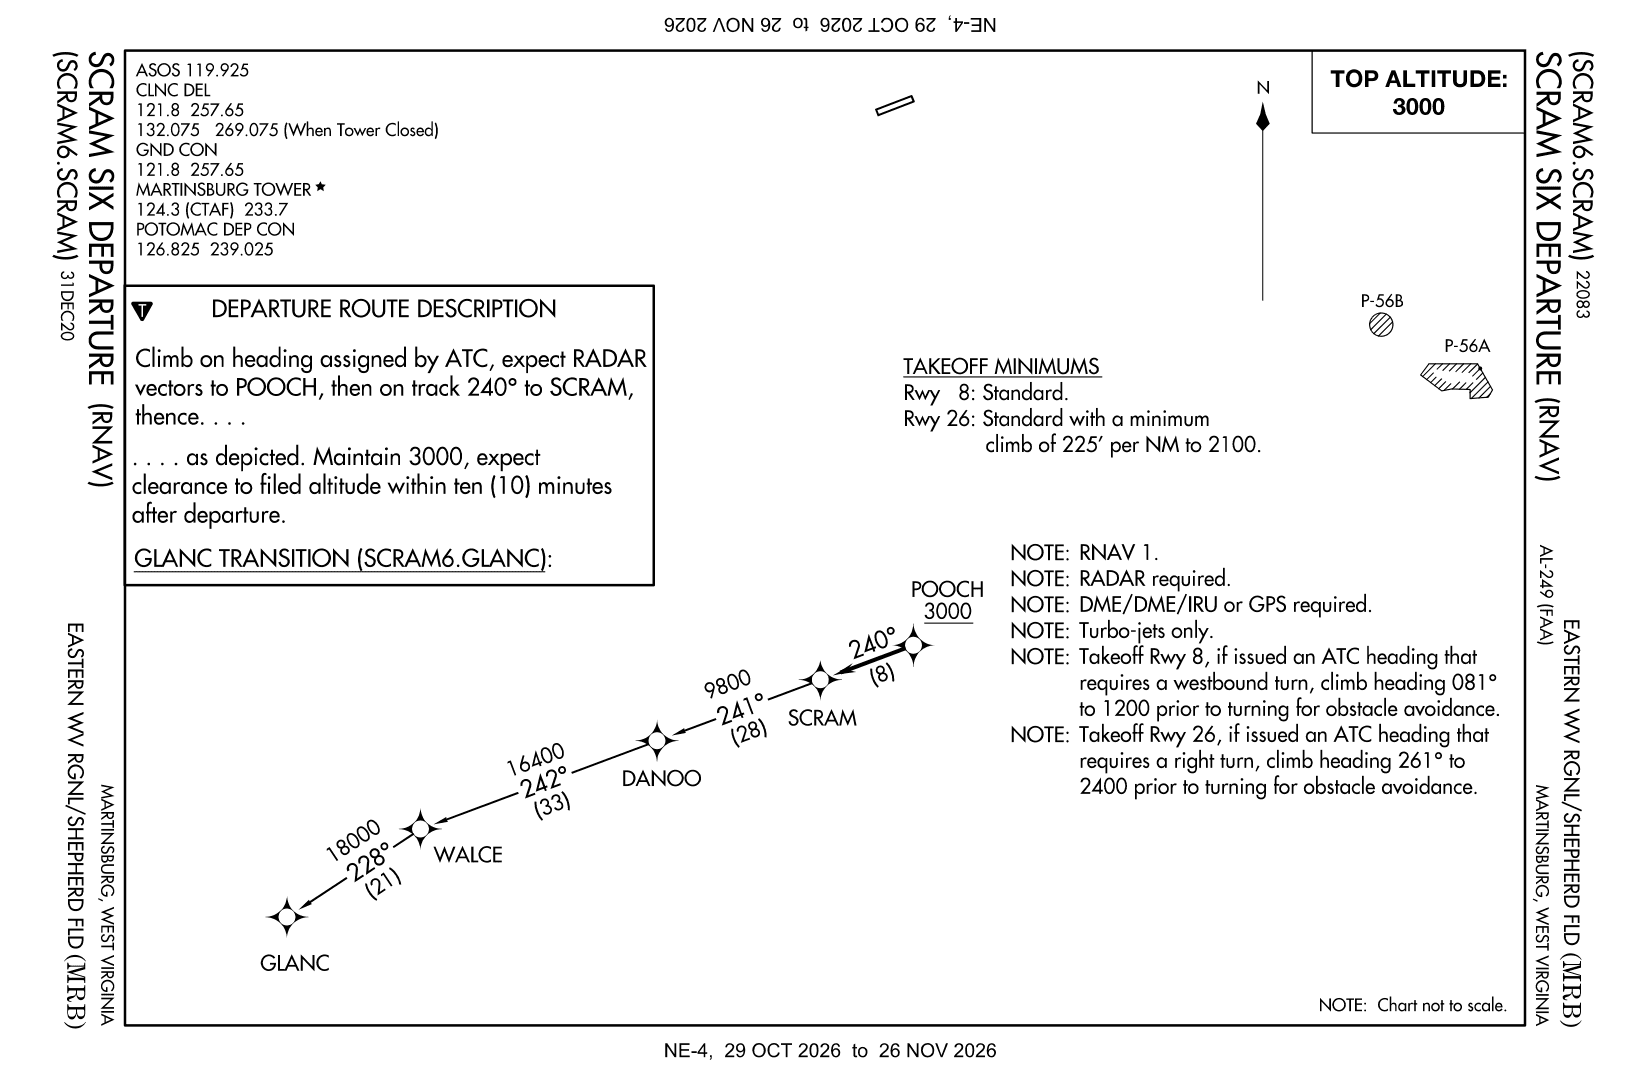 NE-4, 29 OCT 2026 to 26 NOV 2026
(SCRAM6.SCRAM) 31DEC20
SCRAM SIX DEPARTURE (RNAV)
EASTERN WV RGNL/SHEPHERD FLD (MRB)
MARTINSBURG, WEST VIRGINIA
ASOS 119.925
CLNC DEL
121.8 257.65
132.075 269.075 (When Tower Closed)
GND CON
121.8 257.65
MARTINSBURG TOWER ★
124.3 (CTAF) 233.7
POTOMAC DEP CON
126.825 239.025
N
TOP ALTITUDE:
3000
T
DEPARTURE ROUTE DESCRIPTION
Climb on heading assigned by ATC, expect RADAR
vectors to POOCH, then on track 240° to SCRAM,
thence. . . .
. . . . as depicted. Maintain 3000, expect
clearance to filed altitude within ten (10) minutes
after departure.
GLANC TRANSITION (SCRAM6.GLANC):
P-56B
P-56A
TAKEOFF MINIMUMS
Rwy 8: Standard.
Rwy 26: Standard with a minimum
climb of 225′ per NM to 2100.
NOTE: RNAV 1.
NOTE: RADAR required.
NOTE: DME/DME/IRU or GPS required.
NOTE: Turbo-jets only.
NOTE: Takeoff Rwy 8, if issued an ATC heading that
requires a westbound turn, climb heading 081°
to 1200 prior to turning for obstacle avoidance.
NOTE: Takeoff Rwy 26, if issued an ATC heading that
requires a right turn, climb heading 261° to
2400 prior to turning for obstacle avoidance.
POOCH
3000
240°
(8)
SCRAM
9800
241°
(28)
DANOO
16400
242°
(33)
WALCE
18000
228°
(21)
GLANC
NOTE: Chart not to scale.
(SCRAM6.SCRAM) 22083
SCRAM SIX DEPARTURE (RNAV)
AL-249 (FAA)
EASTERN WV RGNL/SHEPHERD FLD (MRB)
MARTINSBURG, WEST VIRGINIA
NE-4, 29 OCT 2026 to 26 NOV 2026